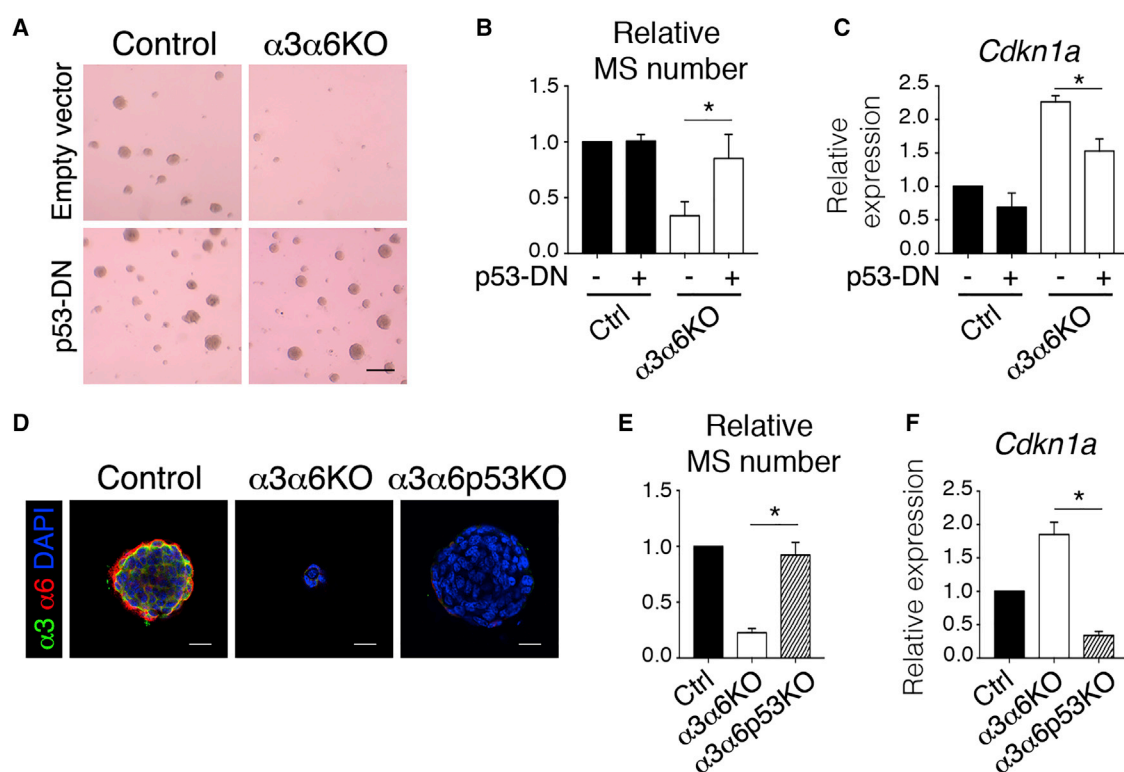 A
Control
α3α6KO
Empty vector
p53-DN
B
Relative
MS number
1.5
1.0
0.5
0.0
*
p53-DN
- + - +
Ctrl
α3α6KO
C
Cdkn1a
Relative
expression
2.5
2.0
1.5
1.0
0.5
0.0
*
p53-DN
- + - +
Ctrl
α3α6KO
D
Control
α3α6KO
α3α6p53KO
α3 α6 DAPI
E
Relative
MS number
1.5
1.0
0.5
0.0
*
Ctrl
α3α6KO
α3α6p53KO
F
Cdkn1a
Relative expression
2.5
2.0
1.5
1.0
0.5
0.0
*
Ctrl
α3α6KO
α3α6p53KO